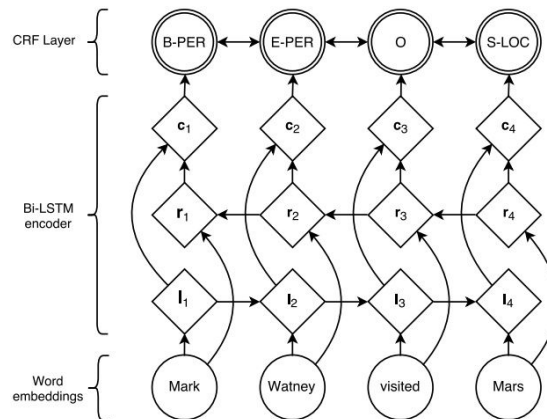 CRF Layer
B-PER
E-PER
O
S-LOC
c1
c2
c3
c4
Bi-LSTM
encoder
r1
r2
r3
r4
l1
l2
l3
l4
Word
embeddings
Mark
Watney
visited
Mars